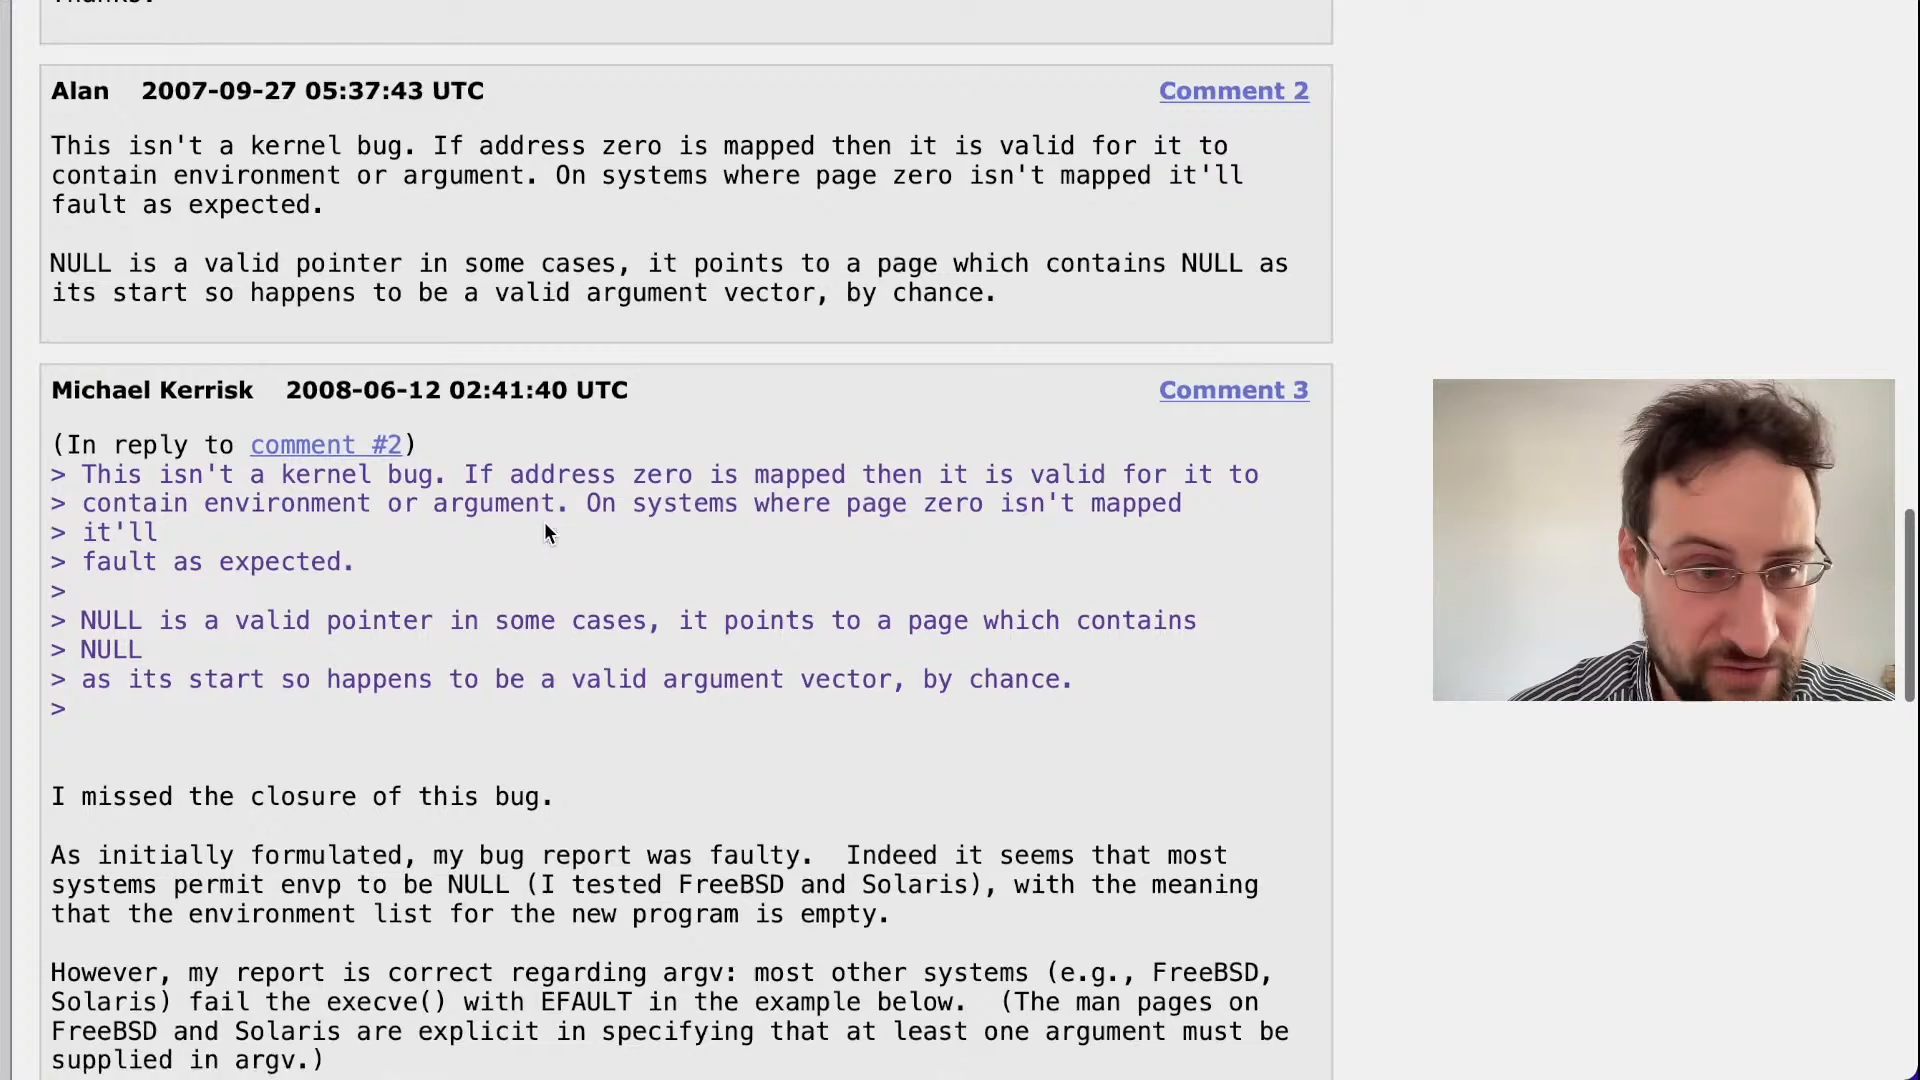 Thanks.
Alan 2007-09-27 05:37:43 UTC Comment 2
This isn't a kernel bug. If address zero is mapped then it is valid for it to
contain environment or argument. On systems where page zero isn't mapped it'll
fault as expected.
NULL is a valid pointer in some cases, it points to a page which contains NULL as
its start so happens to be a valid argument vector, by chance.
Michael Kerrisk 2008-06-12 02:41:40 UTC Comment 3
(In reply to comment #2)
> This isn't a kernel bug. If address zero is mapped then it is valid for it to
> contain environment or argument. On systems where page zero isn't mapped
> it'll
> fault as expected.
>
> NULL is a valid pointer in some cases, it points to a page which contains
> NULL
> as its start so happens to be a valid argument vector, by chance.
>
I missed the closure of this bug.
As initially formulated, my bug report was faulty.  Indeed it seems that most
systems permit envp to be NULL (I tested FreeBSD and Solaris), with the meaning
that the environment list for the new program is empty.
However, my report is correct regarding argv: most other systems (e.g., FreeBSD,
Solaris) fail the execve() with EFAULT in the example below.  (The man pages on
FreeBSD and Solaris are explicit in specifying that at least one argument must be
supplied in argv.)